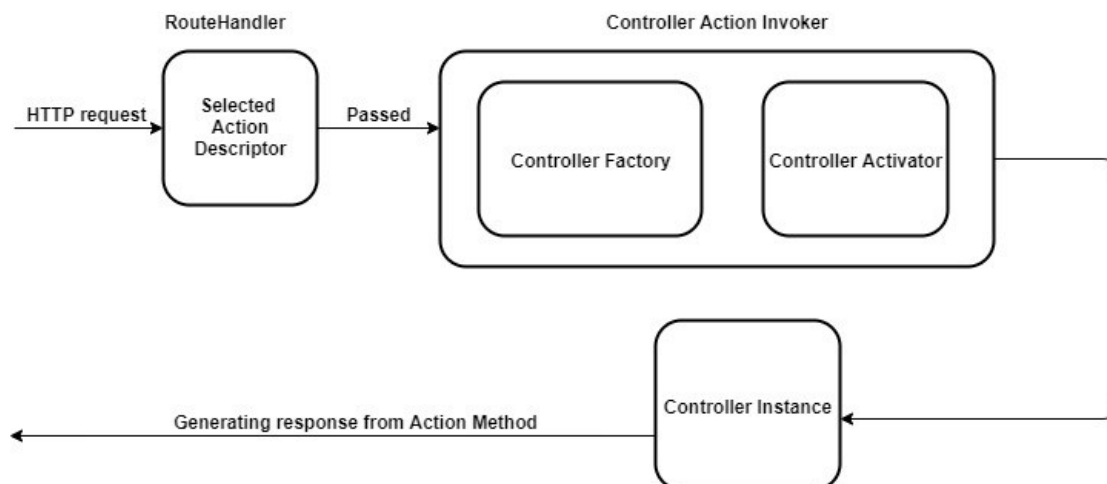 RouteHandler
Controller Action Invoker
HTTP request
Selected
Action
Descriptor
Passed
Controller Factory
Controller Activator
Controller Instance
Generating response from Action Method